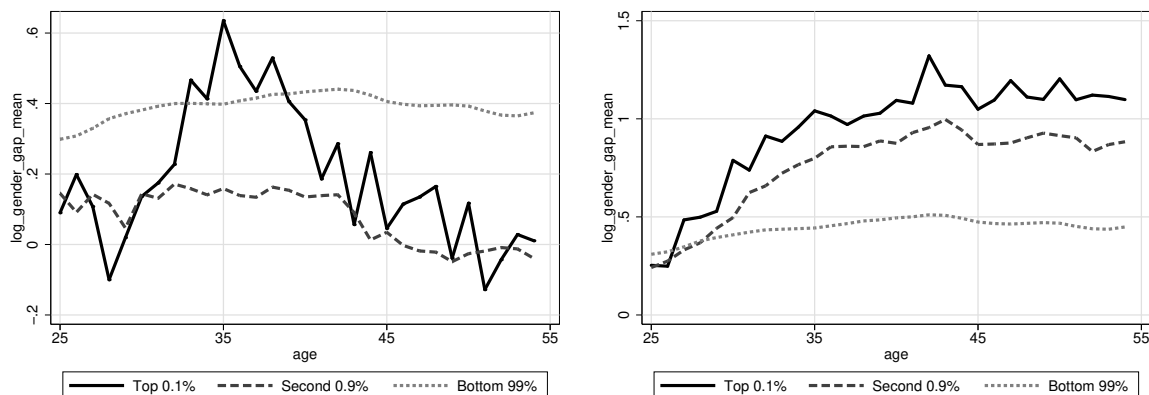 .6
.4
.2
0
-.2
log_gender_gap_mean
25 35 45 55
age
Top 0.1% Second 0.9% Bottom 99%
1.5
1
.5
0
log_gender_gap_mean
25 35 45 55
age
Top 0.1% Second 0.9% Bottom 99%